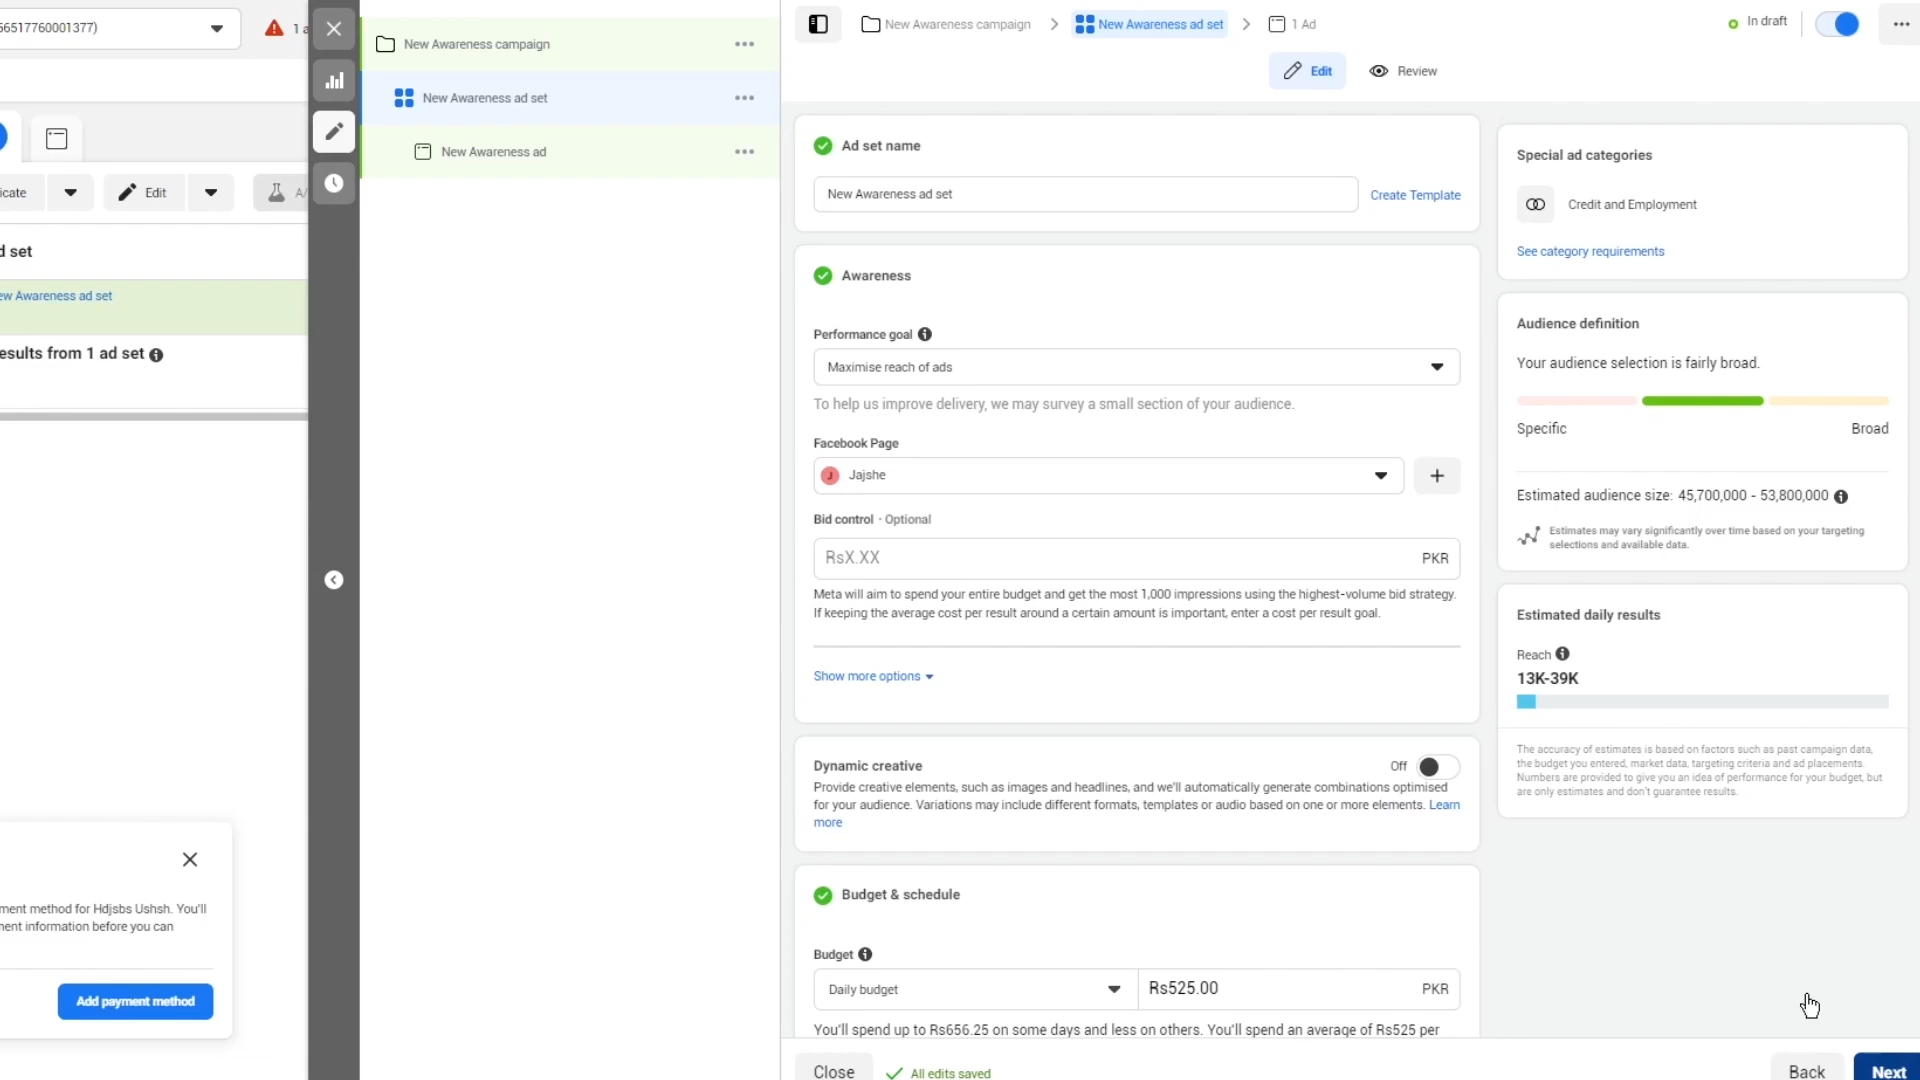 56517760001377)
1 a
icate
Edit
A/
d set
ew Awareness ad set
esults from 1 ad set
ment method for Hdjsbs Ushsh. You'll
ment information before you can
Add payment method
New Awareness campaign
New Awareness ad set
New Awareness ad
New Awareness campaign
New Awareness ad set
1 Ad
In draft
Edit
Review
Ad set name
New Awareness ad set
Create Template
Awareness
Performance goal
Maximise reach of ads
To help us improve delivery, we may survey a small section of your audience.
Facebook Page
J
Jajshe
Bid control · Optional
RsX.XX
PKR
Meta will aim to spend your entire budget and get the most 1,000 impressions using the highest-volume bid strategy.
If keeping the average cost per result around a certain amount is important, enter a cost per result goal.
Show more options
Dynamic creative
Off
Provide creative elements, such as images and headlines, and we'll automatically generate combinations optimised
for your audience. Variations may include different formats, templates or audio based on one or more elements. Learn
more
Budget & schedule
Budget
Daily budget
Rs525.00
PKR
You'll spend up to Rs656.25 on some days and less on others. You'll spend an average of Rs525 per
Close
All edits saved
Back
Next
Special ad categories
Credit and Employment
See category requirements
Audience definition
Your audience selection is fairly broad.
Specific
Broad
Estimated audience size: 45,700,000 - 53,800,000
Estimates may vary significantly over time based on your targeting
selections and available data.
Estimated daily results
Reach
13K-39K
The accuracy of estimates is based on factors such as past campaign data,
the budget you entered, market data, targeting criteria and ad placements.
Numbers are provided to give you an idea of performance for your budget, but
are only estimates and don't guarantee results.